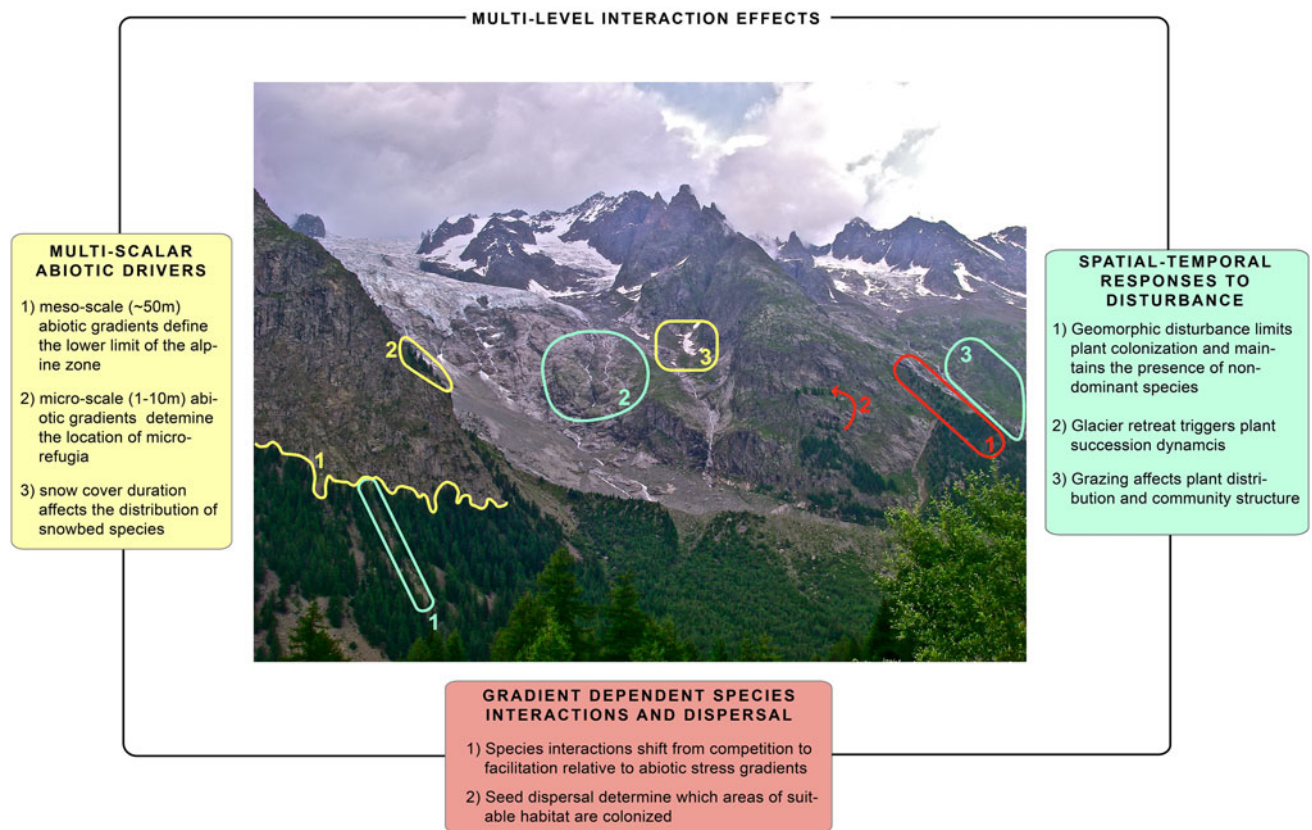 MULTI-LEVEL INTERACTION EFFECTS
MULTI-SCALAR
ABIOTIC DRIVERS
1) meso-scale (~50m)
abiotic gradients define
the lower limit of the al-
pine zone
2) micro-scale (1-10m) abi-
otic gradients detemine
the location of micro-
refugia
3) snow cover duration
affects the distribution of
snowbed species
2
3
2
3
2
1
1
1
SPATIAL-TEMPORAL
RESPONSES TO
DISTURBANCE
1) Geomorphic disturbance limits
plant colonization and main-
tains the presence of non-
dominant species
2) Glacier retreat triggers plant
succession dynamcis
3) Grazing affects plant distri-
bution and community structure
GRADIENT DEPENDENT SPECIES
INTERACTIONS AND DISPERSAL
1) Species interactions shift from competition to
facilitation relative to abiotic stress gradients
2) Seed dispersal determine which areas of suit-
able habitat are colonized